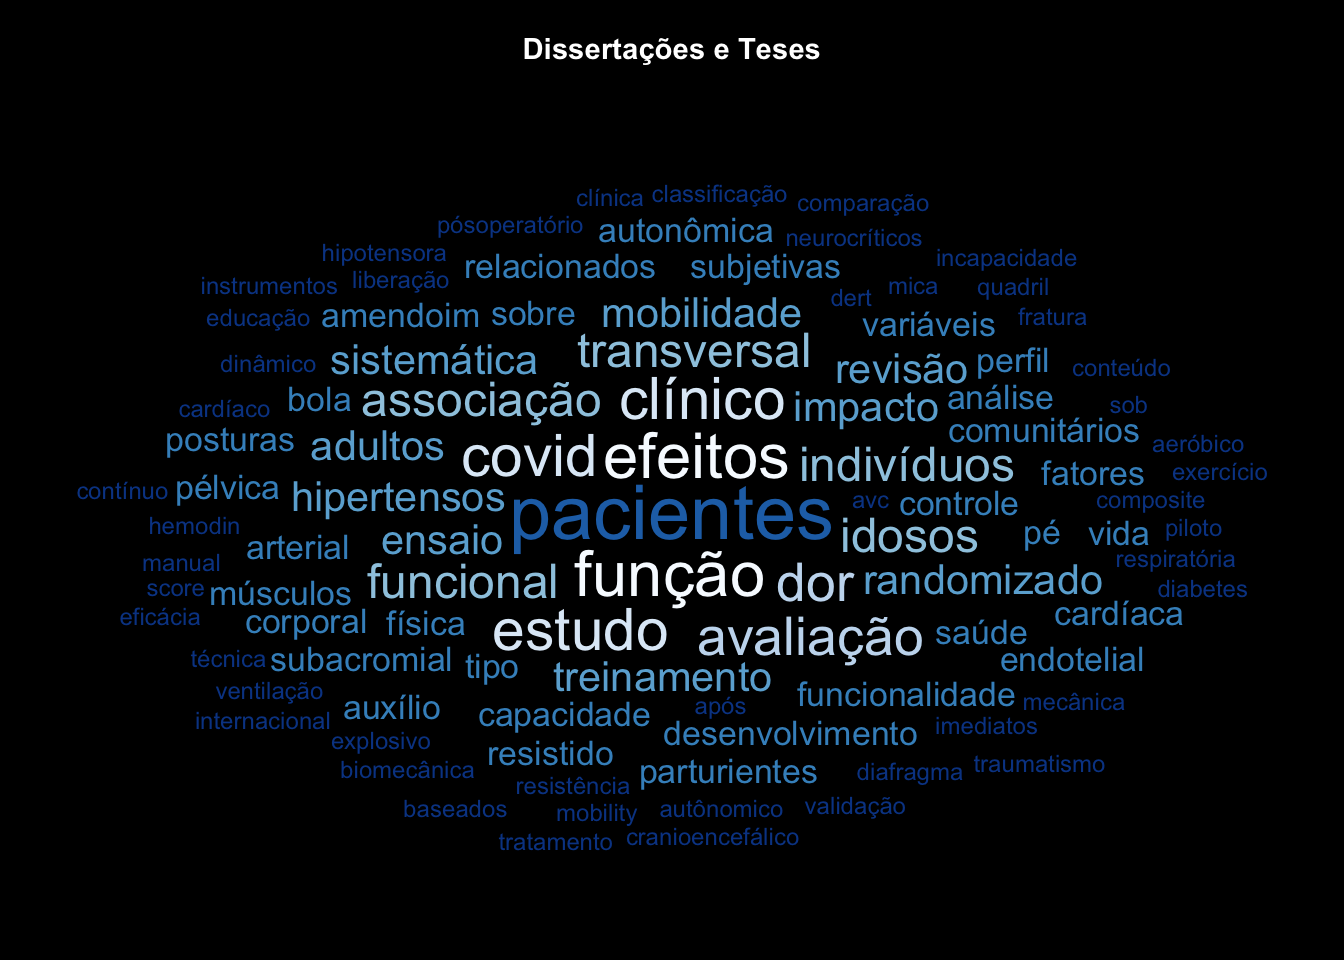 Dissertações e Teses
clínica classificação comparação
pósoperatório autonômica neurocríticos
hipotensora relacionados subjetivas incapacidade
instrumentos liberação dert mica quadril
educação amendoim sobre mobilidade variáveis fratura
dinâmico sistemática transversal revisão perfil conteúdo
cardíaco bola associação clínico impacto análise sob
posturas adultos covid efeitos indivíduos comunitários aeróbico
contínuo pélvica hipertensos fatores exercício
pacientes avc controle composite
hemodin arterial ensaio idosos pé vida piloto
manual função dor randomizado respiratória
score músculos funcional diabetes
eficácia corporal física estudo avaliação saúde cardíaca
técnica subacromial tipo treinamento endotelial
ventilação funcionalidade mecânica
internacional auxílio capacidade após imediatos
explosivo resistido desenvolvimento
biomecânica parturientes diafragma traumatismo
resistência
baseados mobility autônomico validação
tratamento cranioencefálico